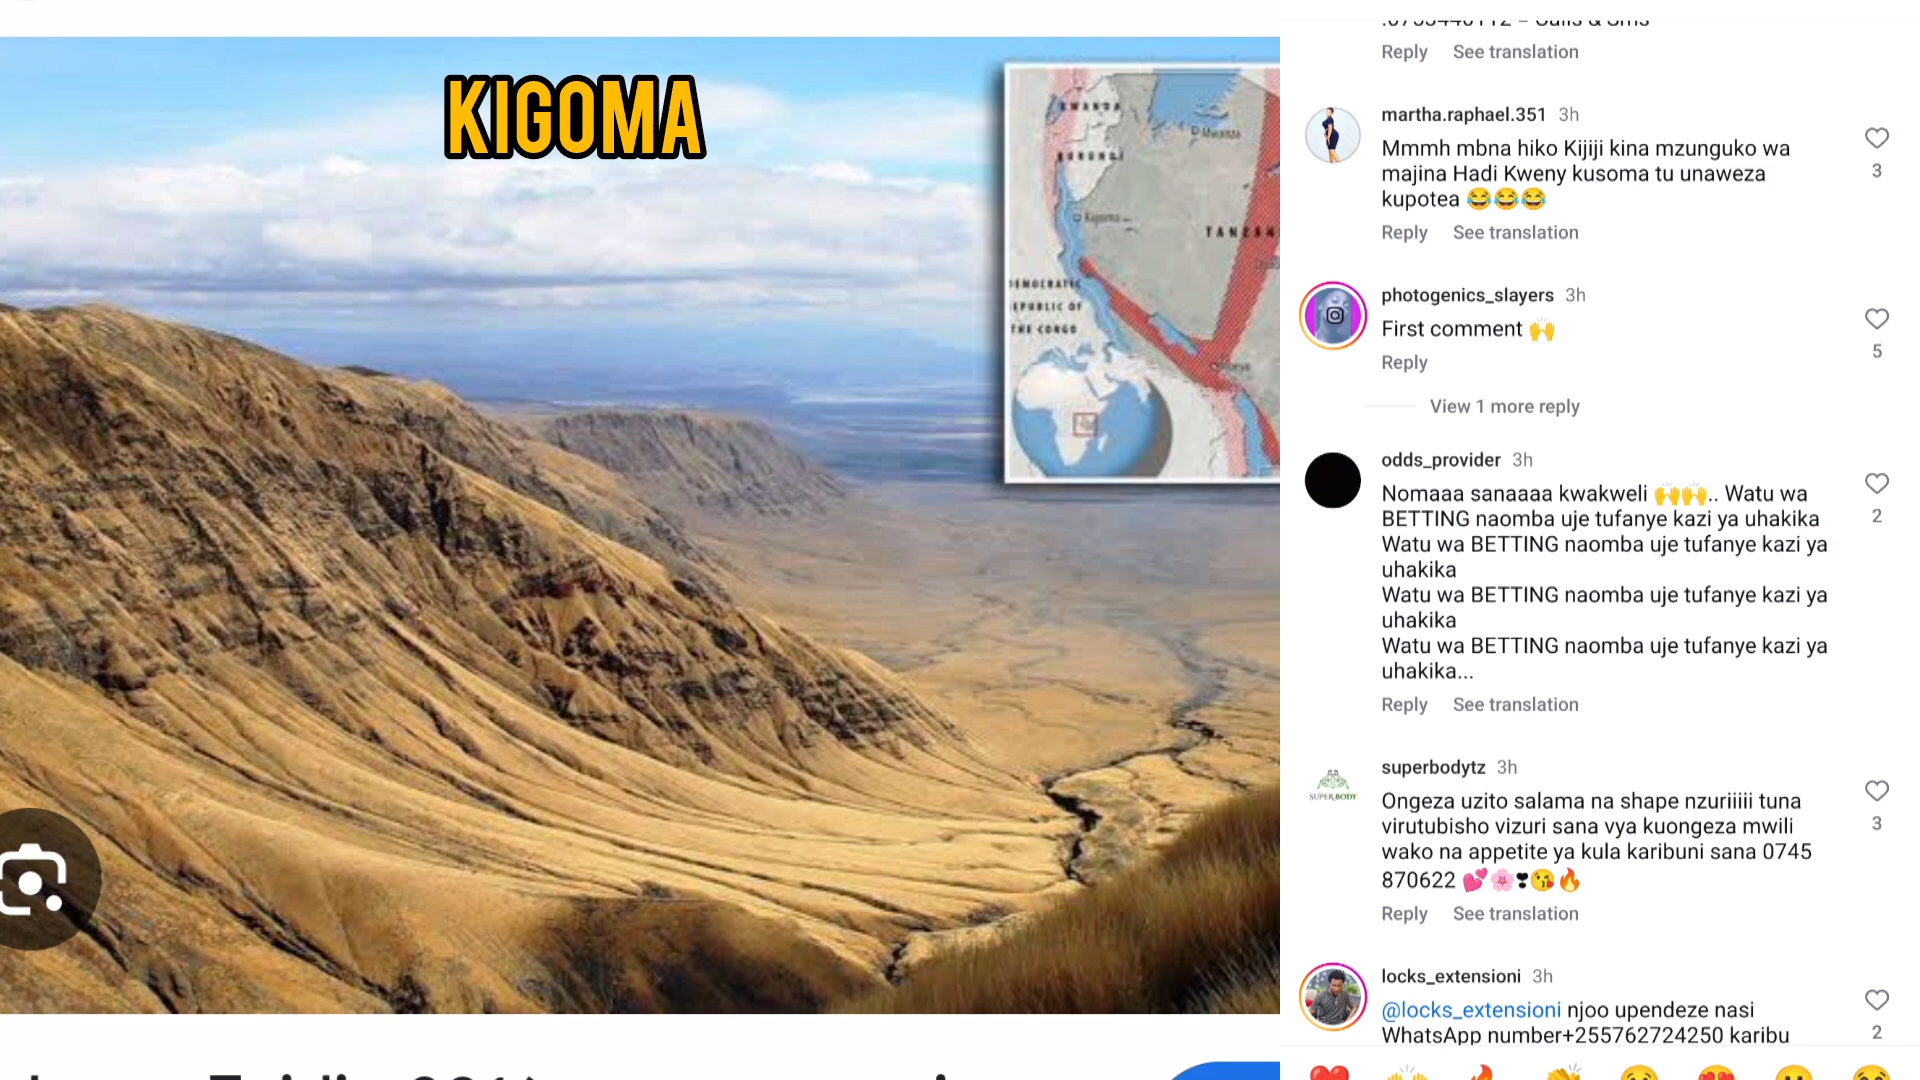 KIGOMA
RWANDA
BURUNDI
Mwanza
Kigoma
TANZAN
DEMOCRATIC
REPUBLIC OF
THE CONGO
Mbeya
Reply See translation
martha.raphael.351 3h
Mmmh mbna hiko Kijiji kina mzunguko wa
majina Hadi Kweny kusoma tu unaweza
kupotea 😂😂😂
3
Reply See translation
photogenics_slayers 3h
First comment 🙌
5
Reply
View 1 more reply
odds_provider 3h
Nomaaa sanaaaa kwakweli 🙌🙌.. Watu wa
BETTING naomba uje tufanye kazi ya uhakika
2
Watu wa BETTING naomba uje tufanye kazi ya
uhakika
Watu wa BETTING naomba uje tufanye kazi ya
uhakika
Watu wa BETTING naomba uje tufanye kazi ya
uhakika...
Reply See translation
superbodytz 3h
SUPER BODY
Ongeza uzito salama na shape nzuriiiii tuna
virutubisho vizuri sana vya kuongeza mwili
3
wako na appetite ya kula karibuni sana 0745
870622 💕🌸❣😘🔥
Reply See translation
locks_extensioni 3h
@locks_extensioni njoo upendeze nasi
WhatsApp number+255762724250 karibu
2